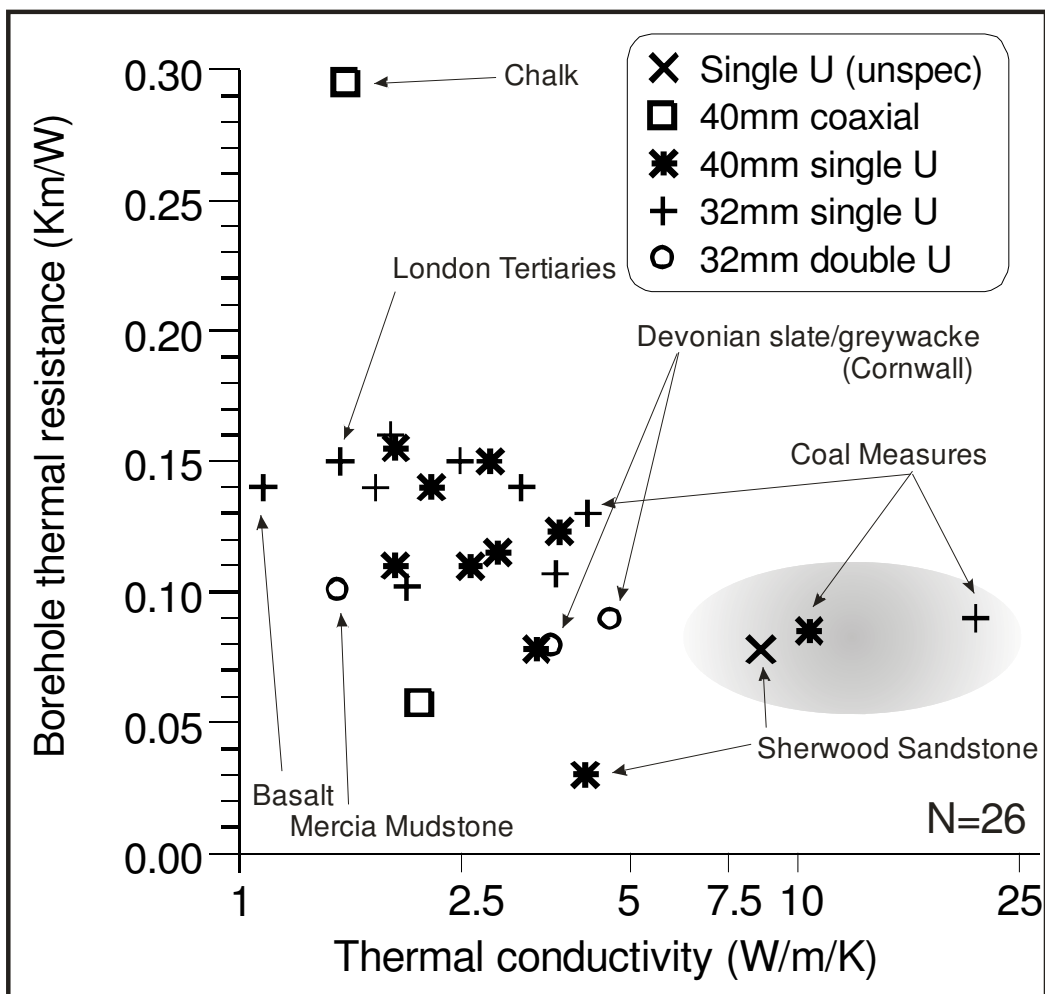 Single U (unspec)
40mm coaxial
40mm single U
32mm single U
32mm double U
Chalk
London Tertiaries
Devonian slate/greywacke
(Cornwall)
Coal Measures
Sherwood Sandstone
Basalt
Mercia Mudstone
N=26
Borehole thermal resistance (Km/W)
0.30
0.25
0.20
0.15
0.10
0.05
0.00
1 2.5 5 7.5 10 25
Thermal conductivity (W/m/K)